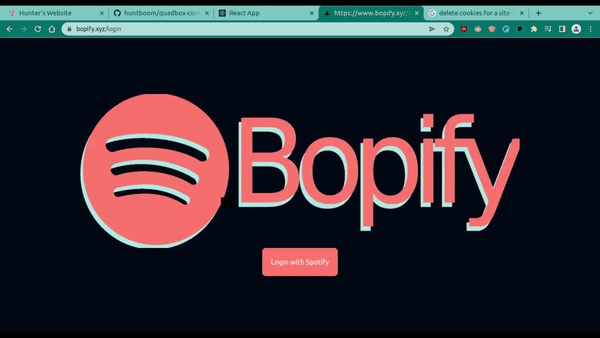 Hunter's Website
huntboom/quadbox-con
React App
https://www.bopify.xyz/
delete cookies for a site
bopify.xyz/login
Bopify
Login with Spotify